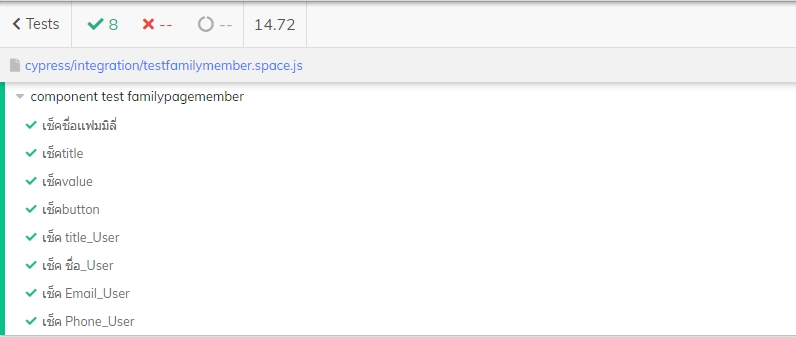 Tests 8 -- -- 14.72
cypress/integration/testfamilymember.space.js
component test familypagemember
เช็คชื่อแฟมมิลี่
เช็คtitle
เช็คvalue
เช็คbutton
เช็ค title_User
เช็ค ชื่อ_User
เช็ค Email_User
เช็ค Phone_User